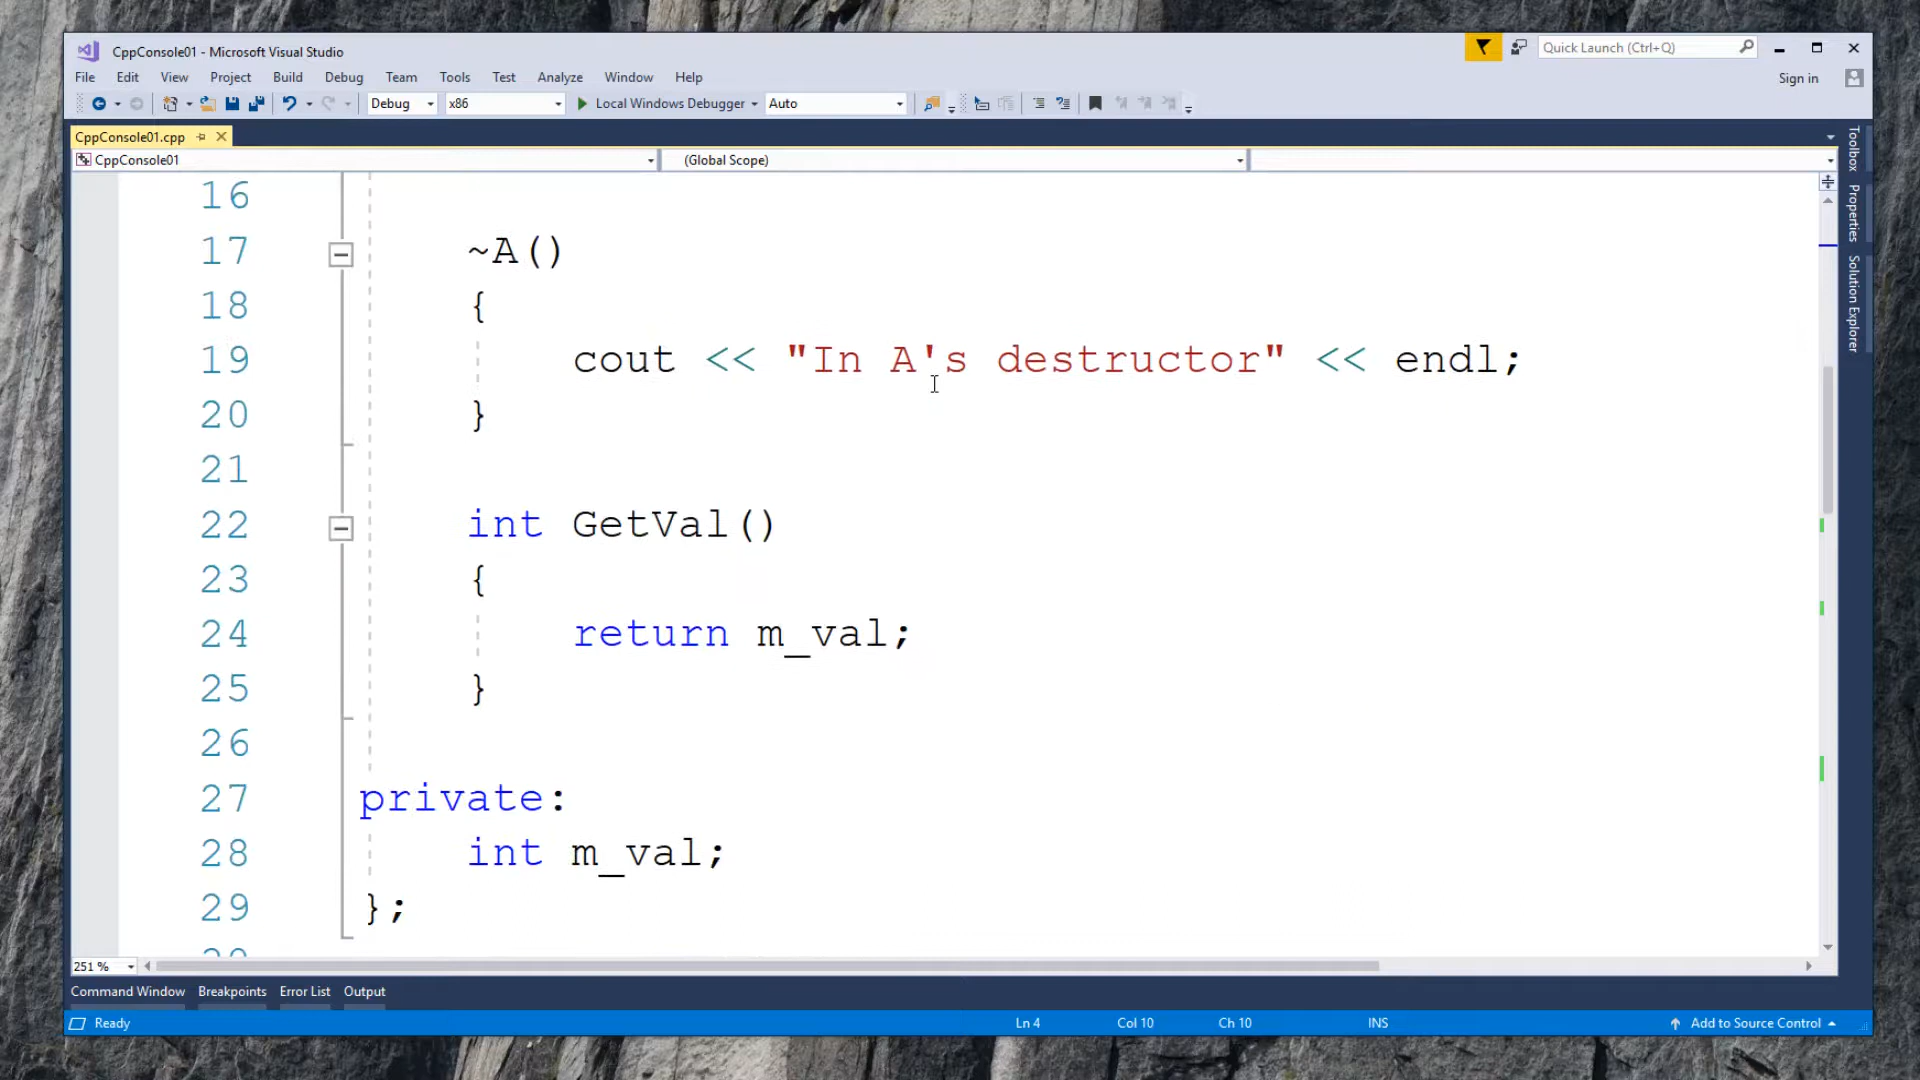 CppConsole01 - Microsoft Visual Studio
Quick Launch (Ctrl+Q)
File Edit View Project Build Debug Team Tools Test Analyze Window Help
Sign in
Debug x86 Local Windows Debugger Auto
CppConsole01.cpp
CppConsole01 (Global Scope)
16
17 ~A()
18 {
19 cout << "In A's destructor" << endl;
20 }
21
22 int GetVal()
23 {
24 return m_val;
25 }
26
27 private:
28 int m_val;
29 };
251 %
Toolbox
Properties
Solution Explorer
Command Window Breakpoints Error List Output
Ready Ln 4 Col 10 Ch 10 INS Add to Source Control